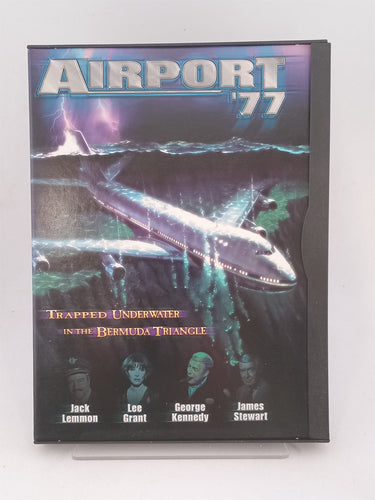 AIRPORT
'77
TRAPPED UNDERWATER
IN THE BERMUDA TRIANGLE
Jack
Lemmon
Lee
Grant
George
Kennedy
James
Stewart